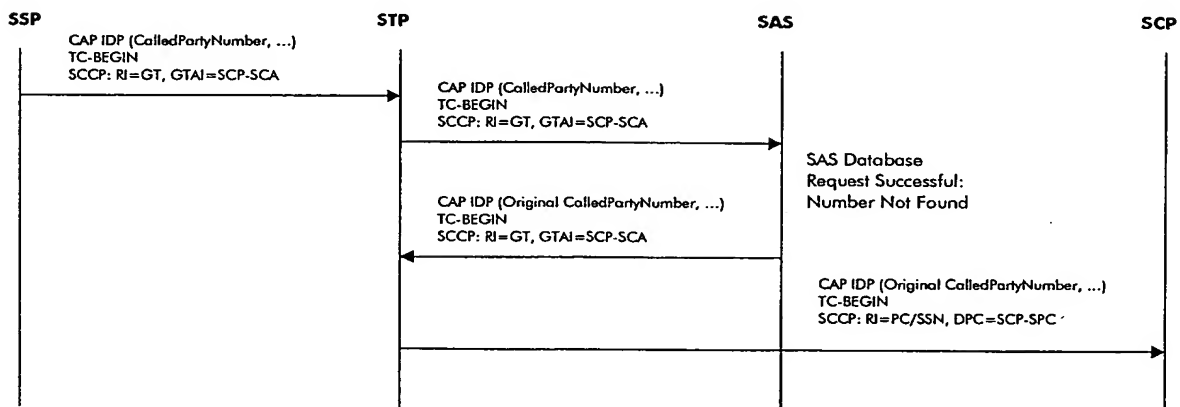 SSP
STP
SAS
SCP
CAP IDP (CalledPartyNumber, ...)
TC-BEGIN
SCCP: RI=GT, GTAI=SCP-SCA
CAP IDP (CalledPartyNumber, ...)
TC-BEGIN
SCCP: RI=GT, GTAI=SCP-SCA
SAS Database
Request Successful:
Number Not Found
CAP IDP (Original CalledPartyNumber, ...)
TC-BEGIN
SCCP: RI=GT, GTAI=SCP-SCA
CAP IDP (Original CalledPartyNumber, ...)
TC-BEGIN
SCCP: RI=PC/SSN, DPC=SCP-SPC